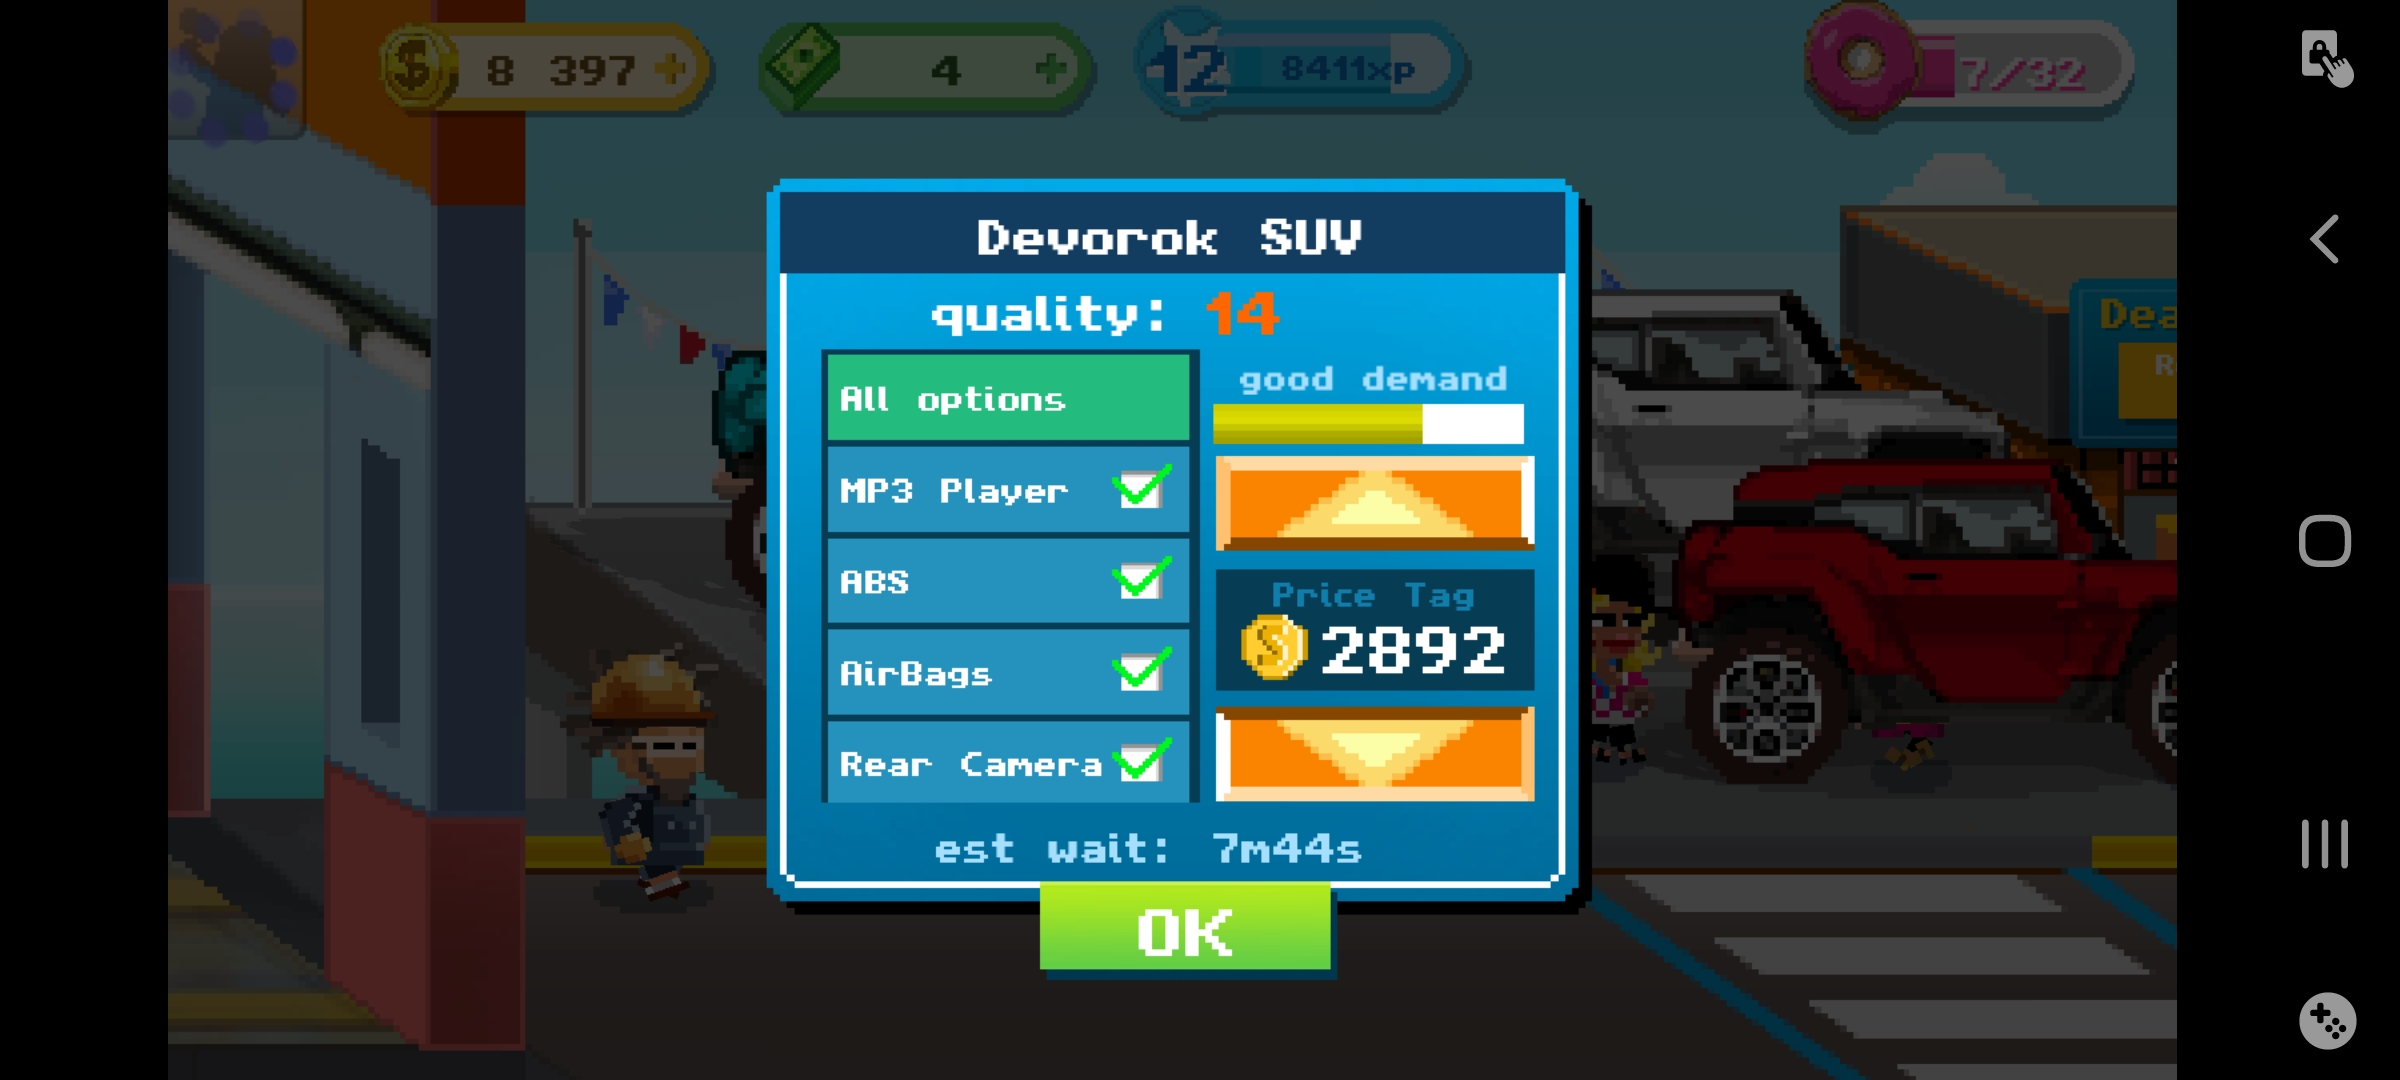 8 397
4
12
8411xp
7/32
Devorok SUV
quality: 14
All options
good demand
MP3 Player
ABS
Price Tag
2892
AirBags
Rear Camera
est wait: 7m44s
OK